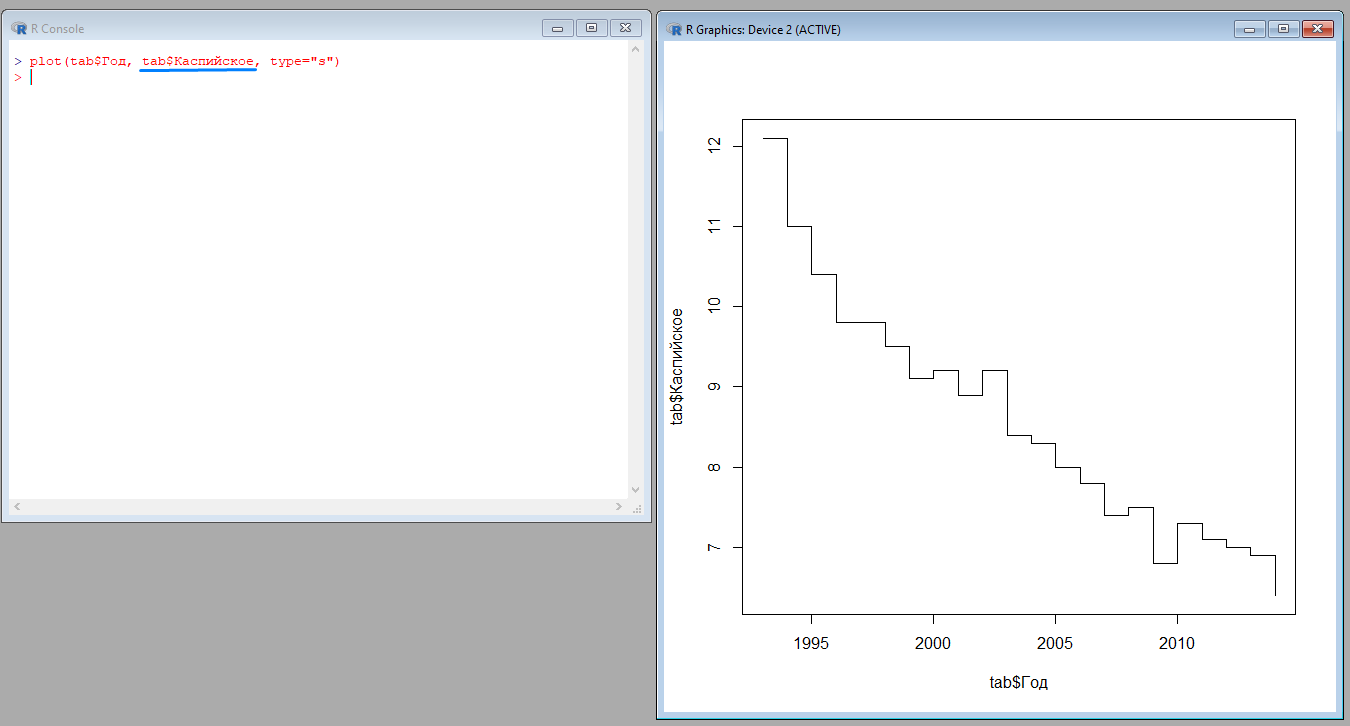 R Console
> plot(tab$Год, tab$Каспийское, type="s")
>
R Graphics: Device 2 (ACTIVE)
12
11
10
9
8
7
tab$Каспийское
1995 2000 2005 2010
tab$Год